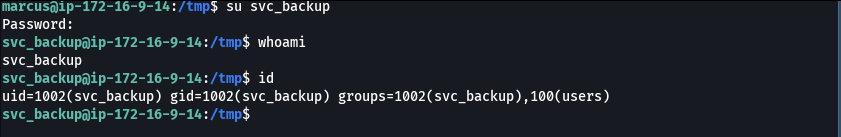 marcus@ip-172-16-9-14:/tmp$ su svc_backup
Password:
svc_backup@ip-172-16-9-14:/tmp$ whoami
svc_backup
svc_backup@ip-172-16-9-14:/tmp$ id
uid=1002(svc_backup) gid=1002(svc_backup) groups=1002(svc_backup),100(users)
svc_backup@ip-172-16-9-14:/tmp$